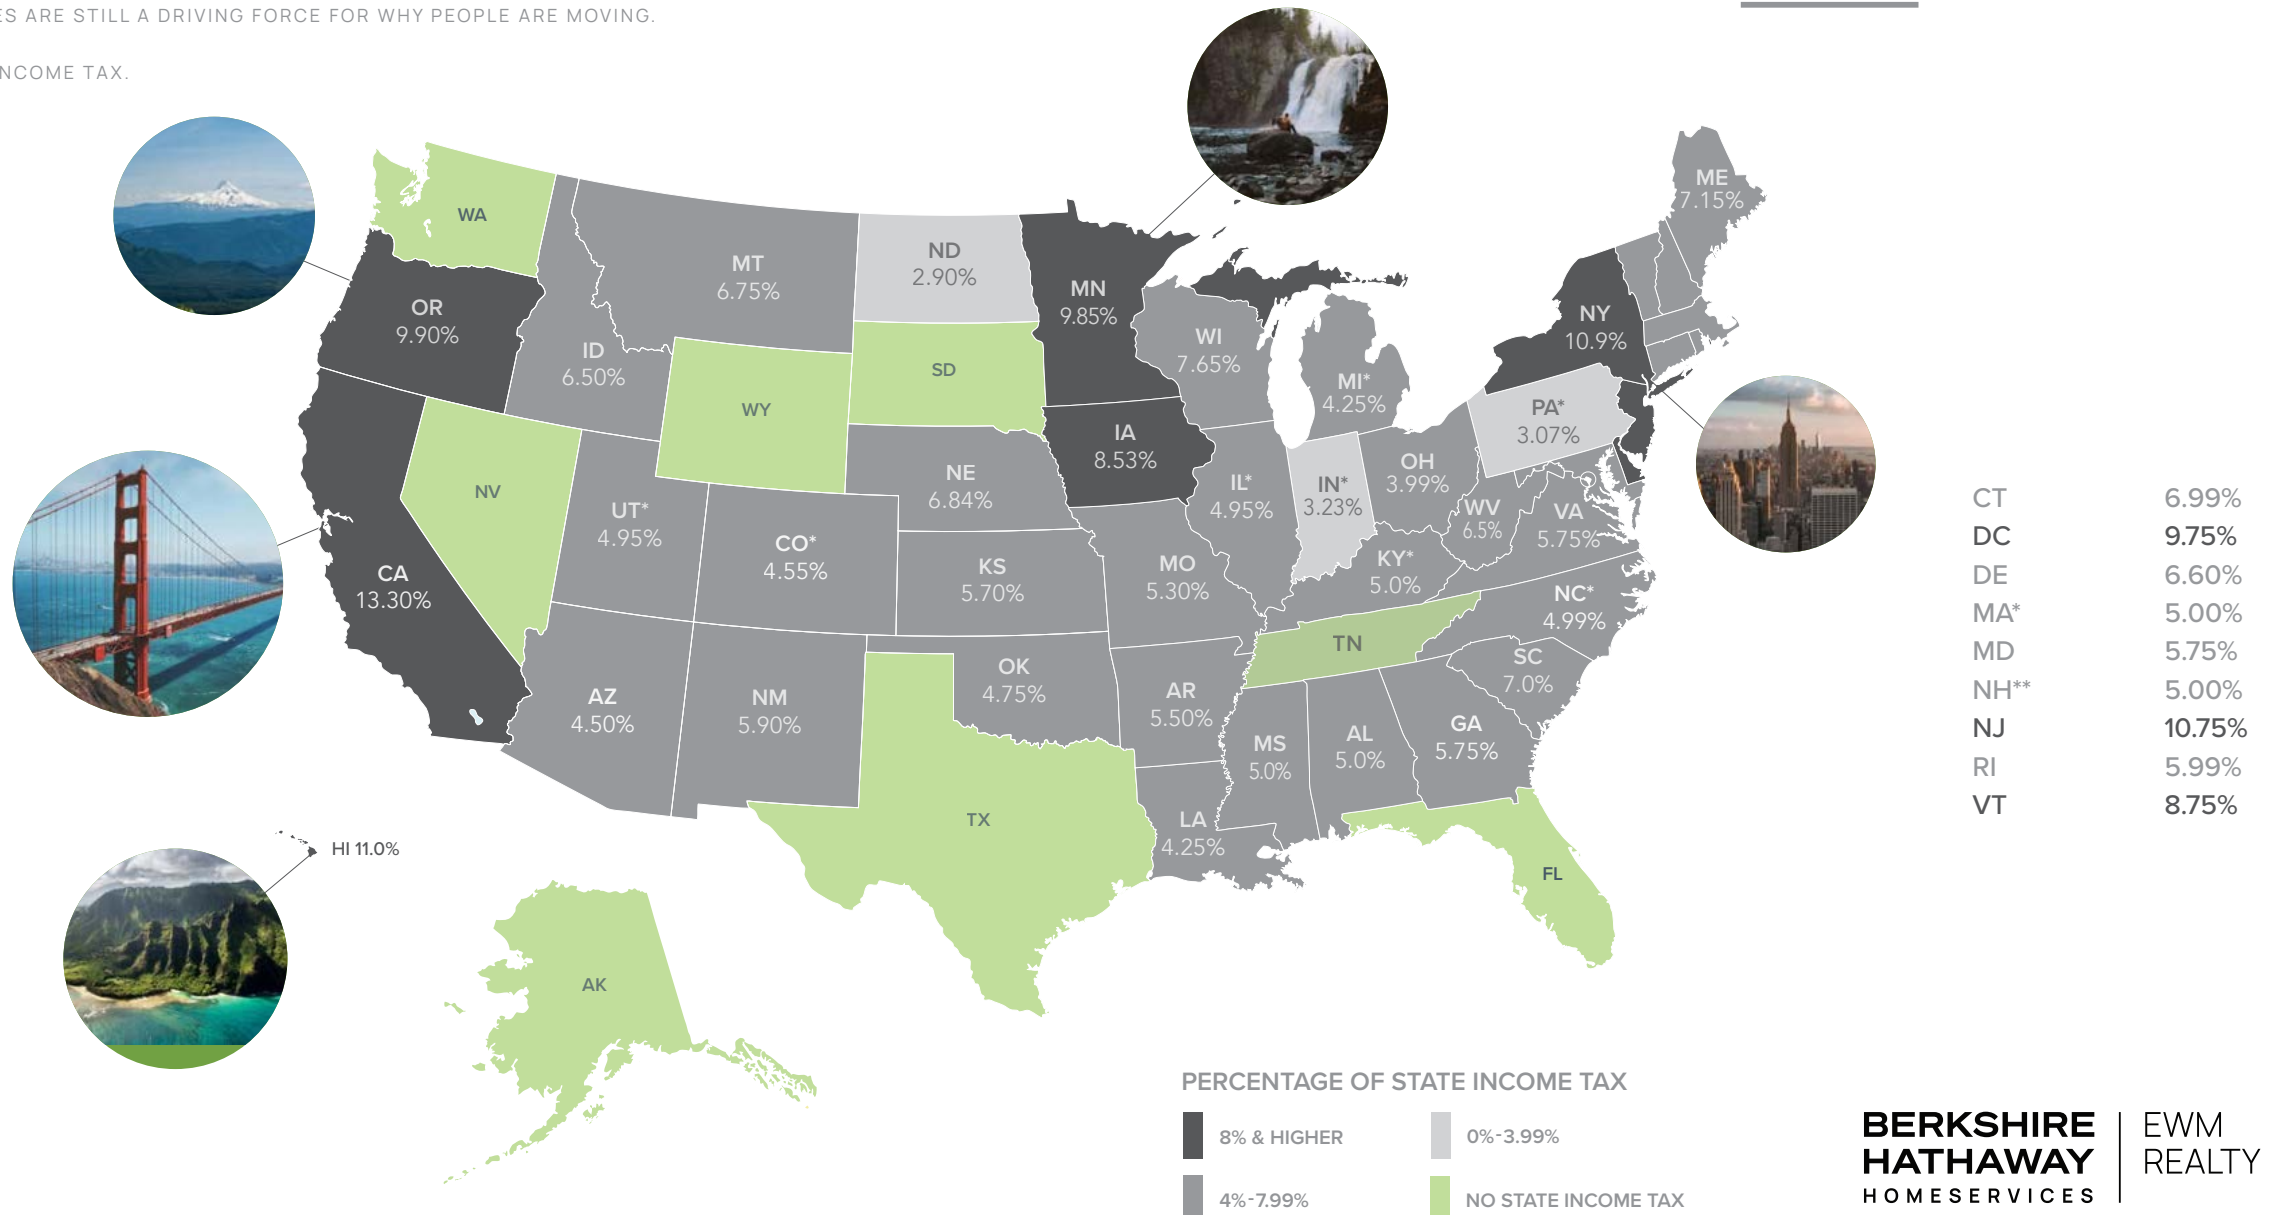 ES ARE STILL A DRIVING FORCE FOR WHY PEOPLE ARE MOVING.
NCOME TAX.
WA
OR
9.90%
CA
13.30%
NV
ID
6.50%
MT
6.75%
WY
UT*
4.95%
CO*
4.55%
AZ
4.50%
NM
5.90%
ND
2.90%
SD
NE
6.84%
KS
5.70%
OK
4.75%
TX
MN
9.85%
IA
8.53%
MO
5.30%
AR
5.50%
LA
4.25%
WI
7.65%
IL*
4.95%
MI*
4.25%
IN*
3.23%
OH
3.99%
KY*
5.0%
TN
MS
5.0%
AL
5.0%
GA
5.75%
FL
SC
7.0%
NC*
4.99%
VA
5.75%
WV
6.5%
PA*
3.07%
NY
10.9%
ME
7.15%
HI 11.0%
AK
CT 6.99%
DC 9.75%
DE 6.60%
MA* 5.00%
MD 5.75%
NH** 5.00%
NJ 10.75%
RI 5.99%
VT 8.75%
PERCENTAGE OF STATE INCOME TAX
8% & HIGHER
0%-3.99%
4%-7.99%
NO STATE INCOME TAX
BERKSHIRE
HATHAWAY
HOMESERVICES
EWM
REALTY